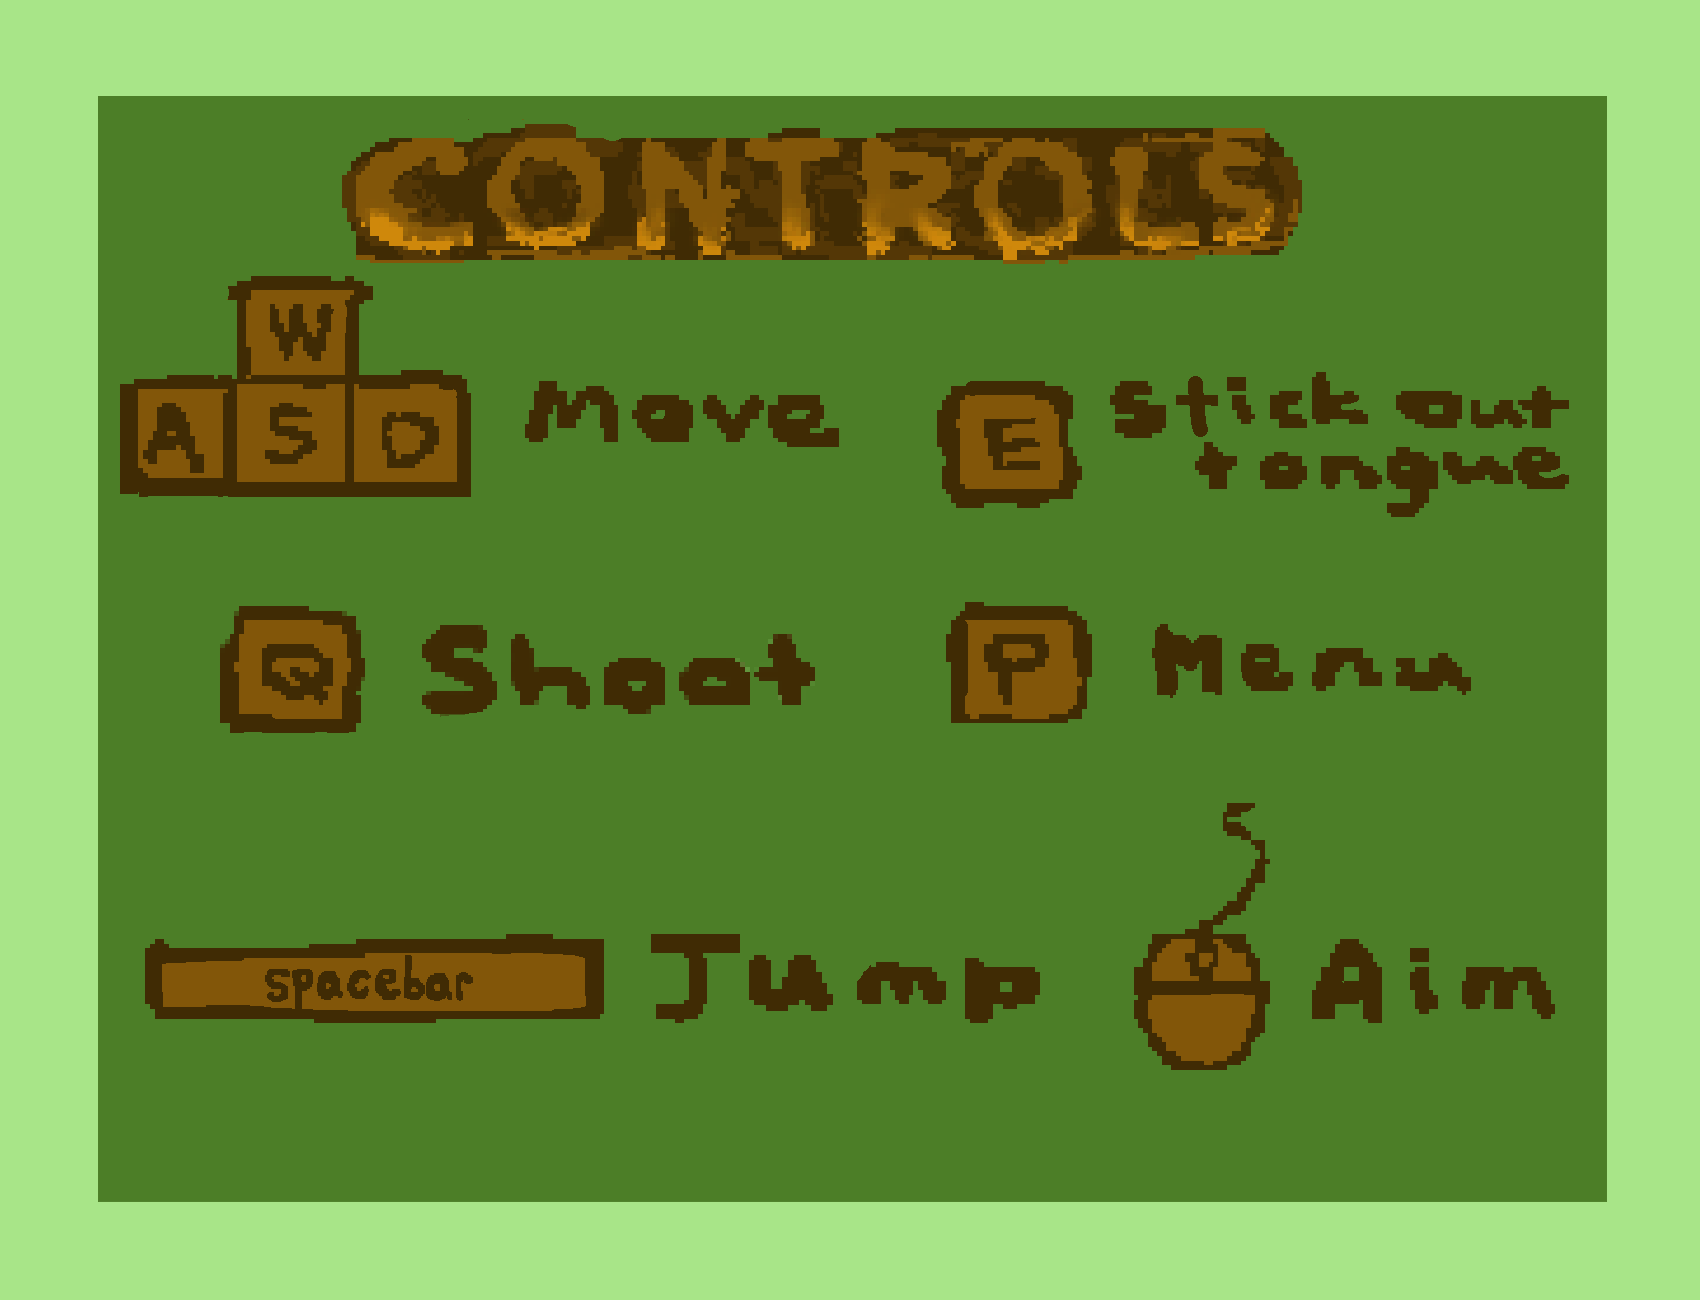 CONTROLS
W
A S D
Move
E
Stick out
tongue
Q
Shoot
P
Menu
spacebar
Jump
Aim